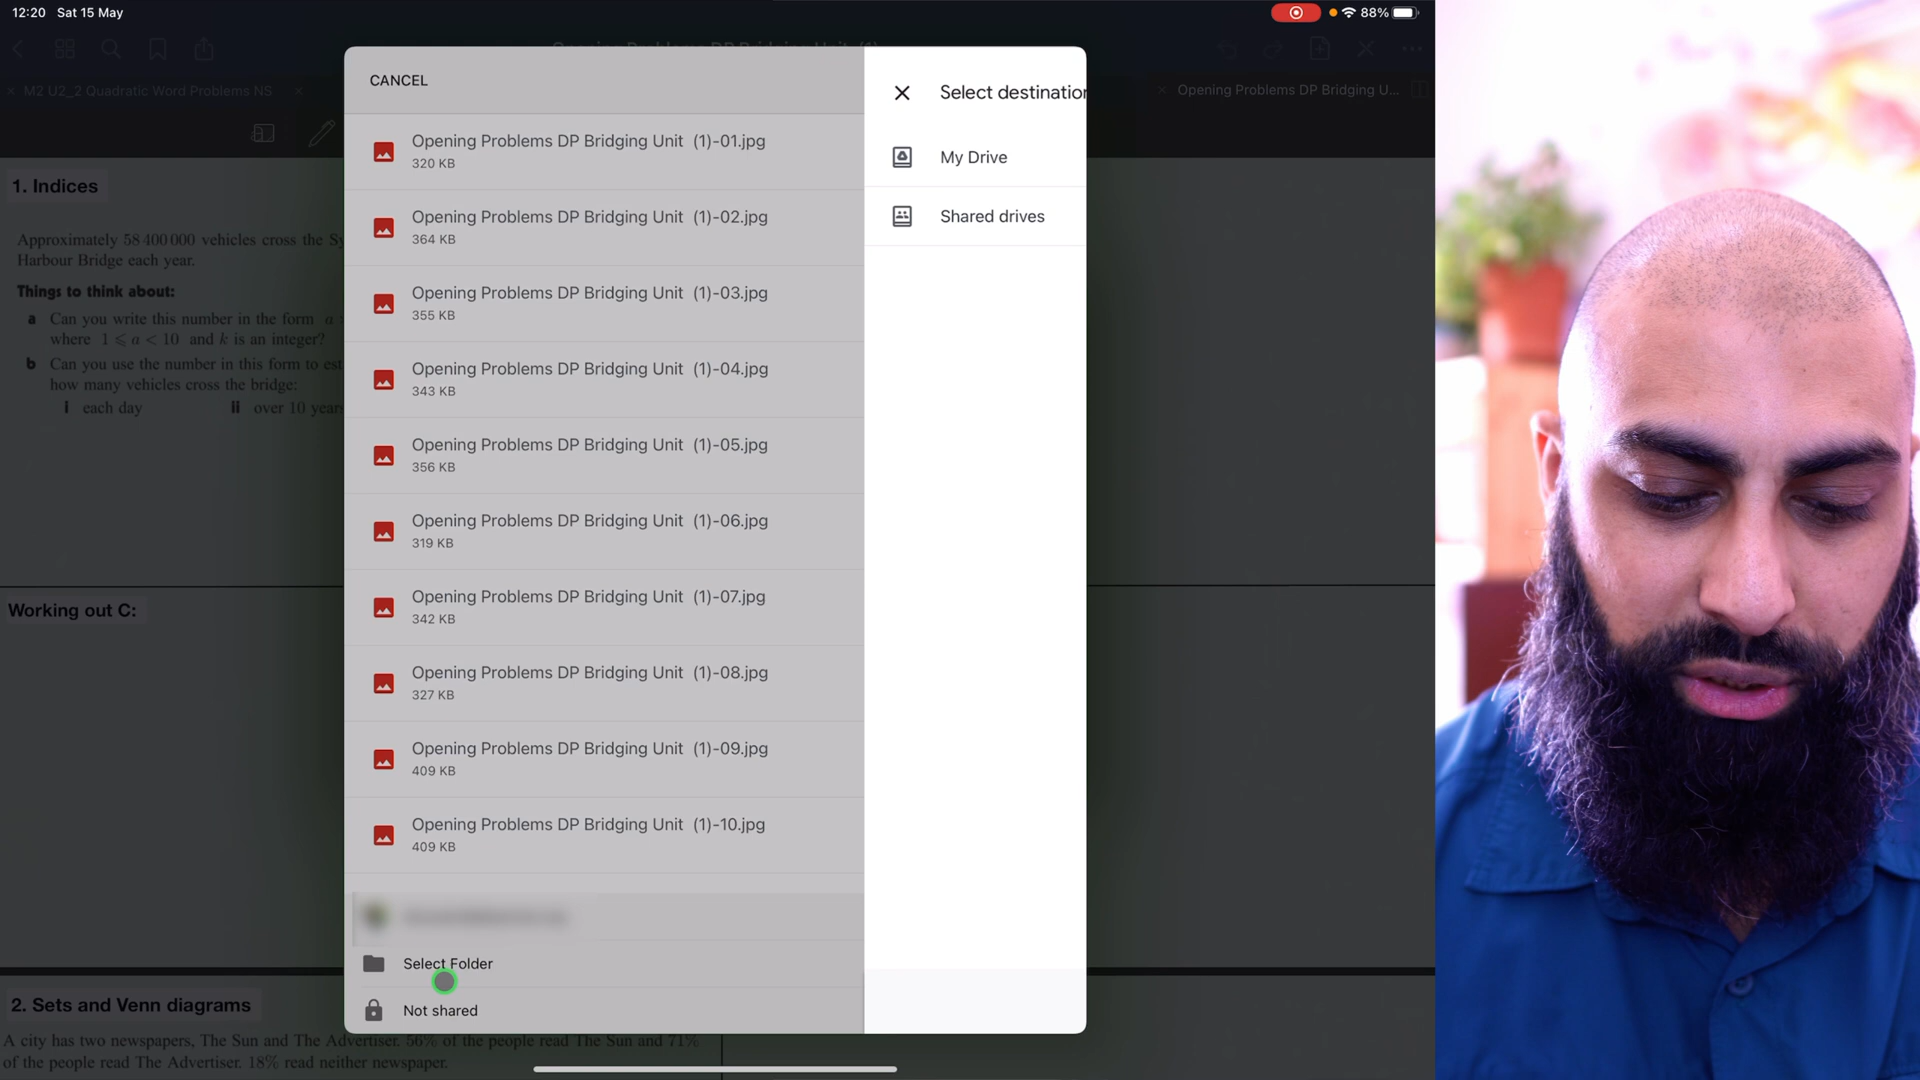 12:20 Sat 15 May
88%
M2 U2_2 Quadratic Word Problems NS
Opening Problems DP Bridging U...
CANCEL
Select destination
My Drive
Shared drives
Opening Problems DP Bridging Unit (1)-01.jpg
320 KB
Opening Problems DP Bridging Unit (1)-02.jpg
364 KB
Opening Problems DP Bridging Unit (1)-03.jpg
355 KB
Opening Problems DP Bridging Unit (1)-04.jpg
343 KB
Opening Problems DP Bridging Unit (1)-05.jpg
356 KB
Opening Problems DP Bridging Unit (1)-06.jpg
319 KB
Opening Problems DP Bridging Unit (1)-07.jpg
342 KB
Opening Problems DP Bridging Unit (1)-08.jpg
327 KB
Opening Problems DP Bridging Unit (1)-09.jpg
409 KB
Opening Problems DP Bridging Unit (1)-10.jpg
409 KB
Select Folder
Not shared
1. Indices
Approximately 58 400 000 vehicles cross the Sy
Harbour Bridge each year.
Things to think about:
a Can you write this number in the form a
where 1 ⩽ a < 10 and k is an integer?
b Can you use the number in this form to est
how many vehicles cross the bridge:
i each day ii over 10 years
Working out C:
2. Sets and Venn diagrams
A city has two newspapers, The Sun and The Advertiser. 56% of the people read The Sun and 71%
of the people read The Advertiser. 18% read neither newspaper.